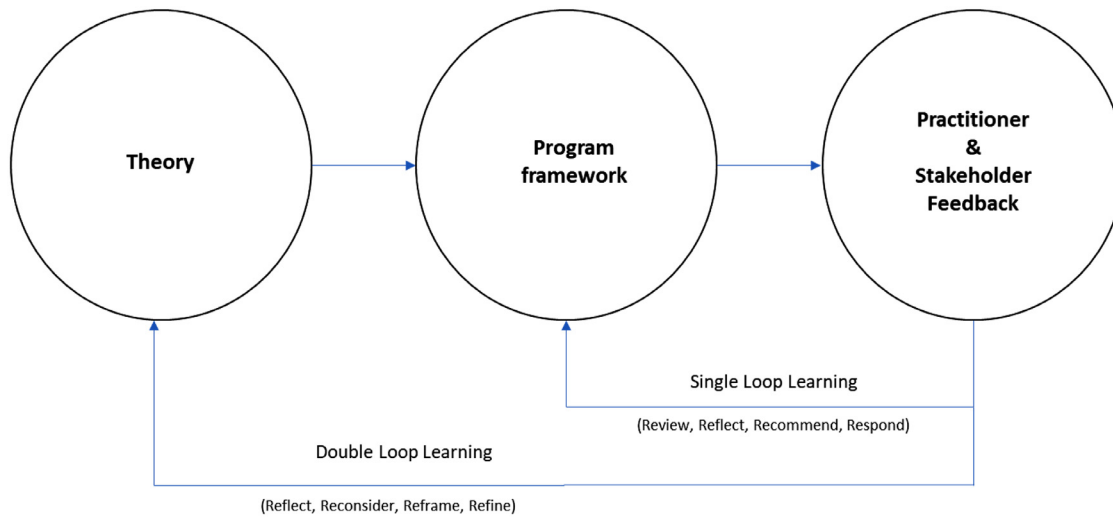 Theory
Program
framework
Practitioner
&
Stakeholder
Feedback
Single Loop Learning
(Review, Reflect, Recommend, Respond)
Double Loop Learning
(Reflect, Reconsider, Reframe, Refine)